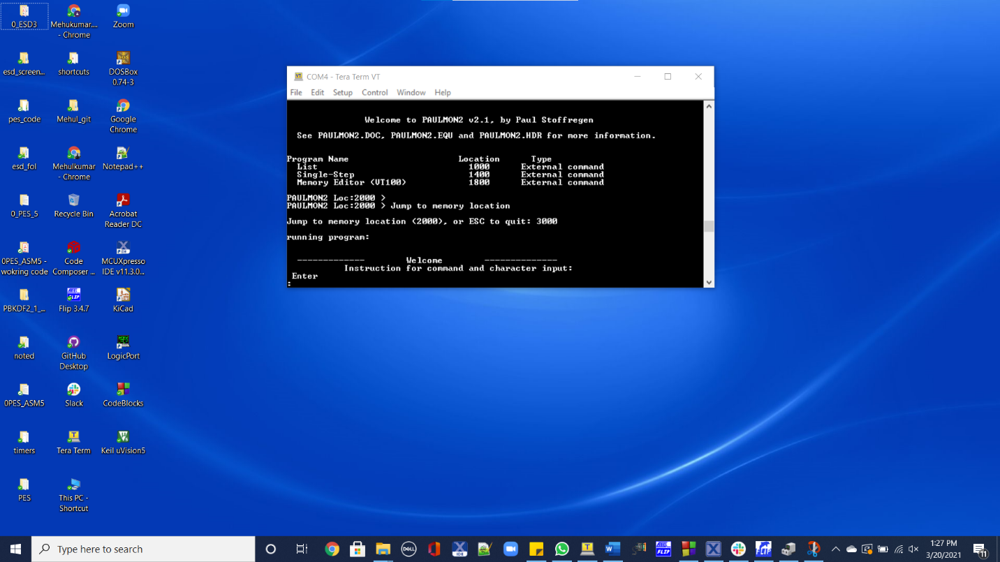 0_ESD3
Mehukumar....
- Chrome
Zoom
esd_screen...
shortcuts
DOSBox
0.74-3
pes_code
Mehul_git
Google
Chrome
esd_fol
Mehulkumar
- Chrome
Notepad++
0_PES_5
Recycle Bin
Acrobat
Reader DC
0PES_ASM5 -
wokring code
Code
Composer ...
MCUXpresso
IDE v11.3.0...
PBKDF2_1_...
Flip 3.4.7
KiCad
noted
GitHub
Desktop
LogicPort
0PES_ASM5
Slack
CodeBlocks
timers
Tera Term
Keil uVision5
PES
This PC -
Shortcut
COM4 - Tera Term VT
File Edit Setup Control Window Help
Welcome to PAULMON2 v2.1, by Paul Stoffregen
See PAULMON2.DOC, PAULMON2.EQU and PAULMON2.HDR for more information.
Program Name Location Type
List 1000 External command
Single-Step 1400 External command
Memory Editor (VT100) 1800 External command
PAULMON2 Loc:2000 >
PAULMON2 Loc:2000 > Jump to memory location
Jump to memory location (2000), or ESC to quit: 3000
running program:
------------- Welcome --------------
Instruction for command and character input:
Enter
:
Type here to search
DELL
IDE
FLIP
FLIP
1:27 PM
3/20/2021
11